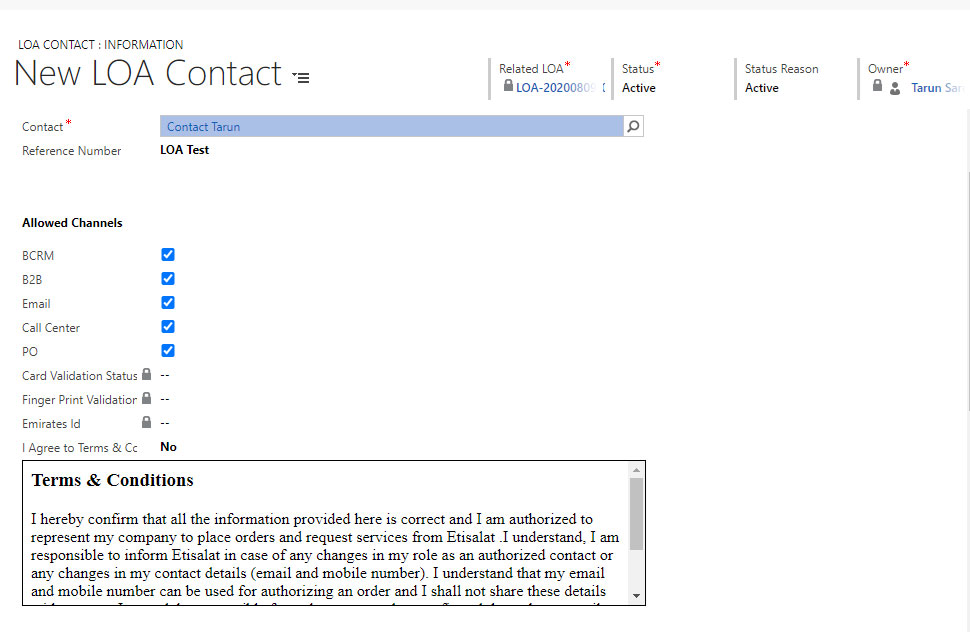 LOA CONTACT : INFORMATION
New LOA Contact
Related LOA*
LOA-20200809
Status*
Active
Status Reason
Active
Owner*
Tarun Sar
Contact*
Contact Tarun
Reference Number
LOA Test
Allowed Channels
BCRM
B2B
Email
Call Center
PO
Card Validation Status --
Finger Print Validation --
Emirates Id --
I Agree to Terms & Cc No
Terms & Conditions
I hereby confirm that all the information provided here is correct and I am authorized to
represent my company to place orders and request services from Etisalat .I understand, I am
responsible to inform Etisalat in case of any changes in my role as an authorized contact or
any changes in my contact details (email and mobile number). I understand that my email
and mobile number can be used for authorizing an order and I shall not share these details